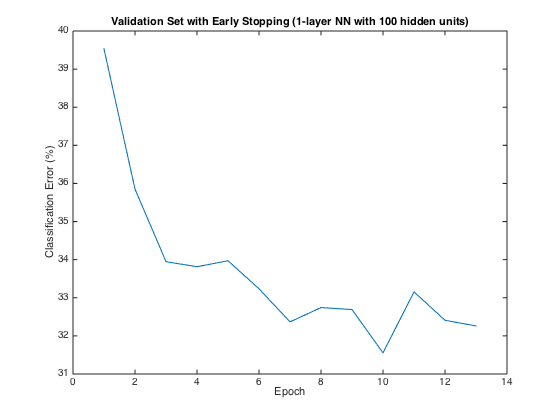 Validation Set with Early Stopping (1-layer NN with 100 hidden units)
40
39
38
37
36
35
34
33
32
31
Classification Error (%)
0 2 4 6 8 10 12 14
Epoch